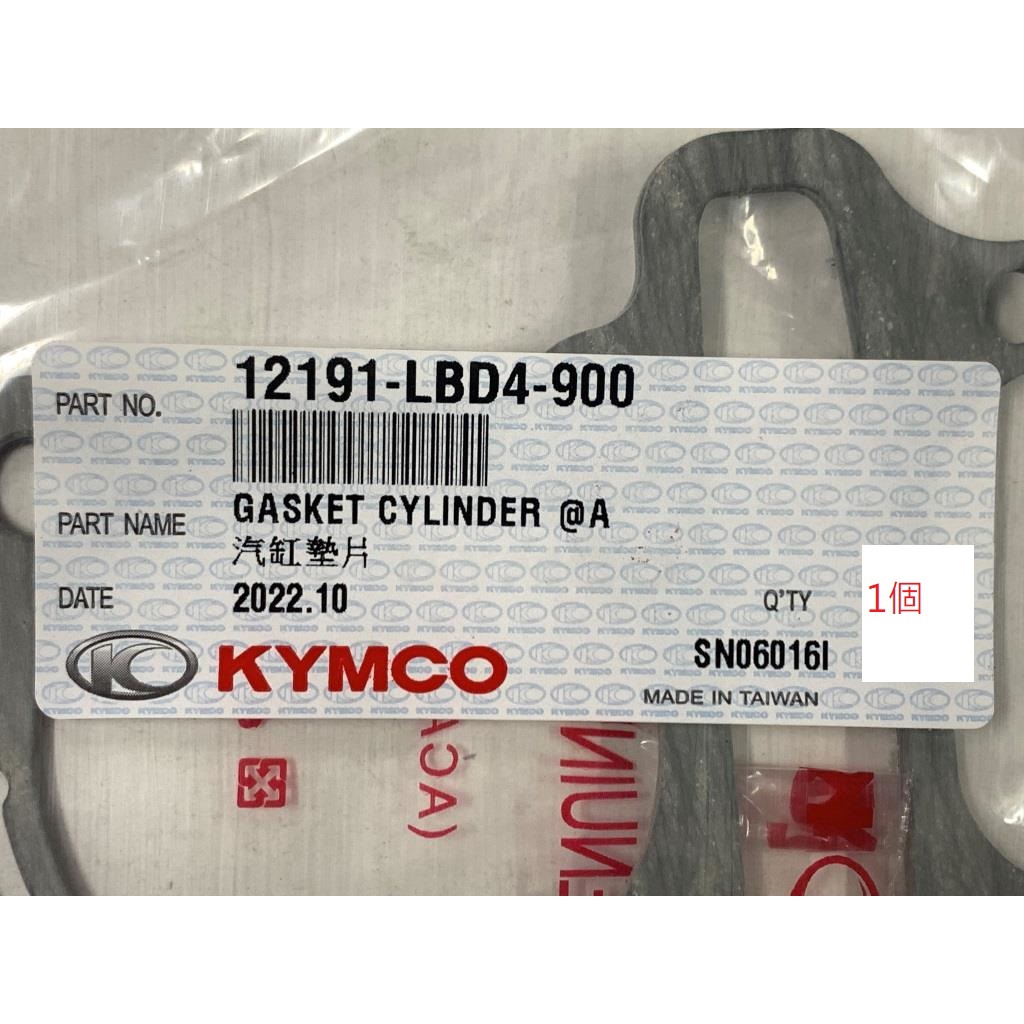 PART NO. 12191-LBD4-900
PART NAME GASKET CYLINDER @A
汽缸墊片
DATE 2022.10
Q'TY 1個
KYMCO
SN06016I
MADE IN TAIWAN